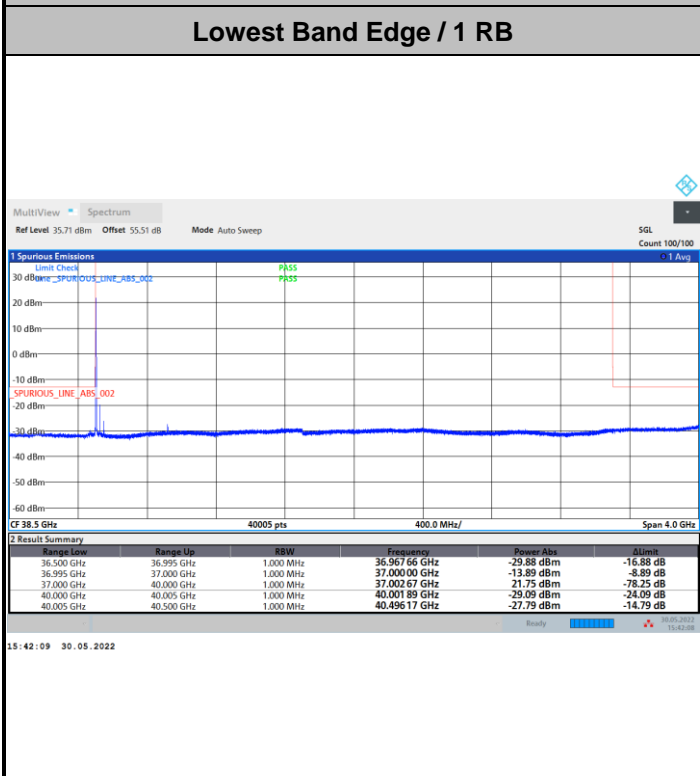 Lowest Band Edge / 1 RB
MultiView Spectrum
Ref Level 35.71 dBm Offset 55.51 dB Mode Auto Sweep SGL
Count 100/100
1 Spurious Emissions 1 Avg
Limit Check PASS
30 dBm Line _SPURIOUS_LINE_ABS_002 PASS
20 dBm
10 dBm
0 dBm
-10 dBm
_SPURIOUS_LINE_ABS_002
-20 dBm
-30 dBm
-40 dBm
-50 dBm
-60 dBm
CF 38.5 GHz 40005 pts 400.0 MHz/ Span 4.0 GHz
2 Result Summary
Range Low Range Up RBW Frequency Power Abs ΔLimit
36.500 GHz 36.995 GHz 1.000 MHz 36.967 66 GHz -29.88 dBm -16.88 dB
36.995 GHz 37.000 GHz 1.000 MHz 37.000 00 GHz -13.89 dBm -8.89 dB
37.000 GHz 40.000 GHz 1.000 MHz 37.002 67 GHz 21.75 dBm -78.25 dB
40.000 GHz 40.005 GHz 1.000 MHz 40.001 89 GHz -29.09 dBm -24.09 dB
40.005 GHz 40.500 GHz 1.000 MHz 40.496 17 GHz -27.79 dBm -14.79 dB
Ready 30.05.2022
15:42:08
15:42:09 30.05.2022